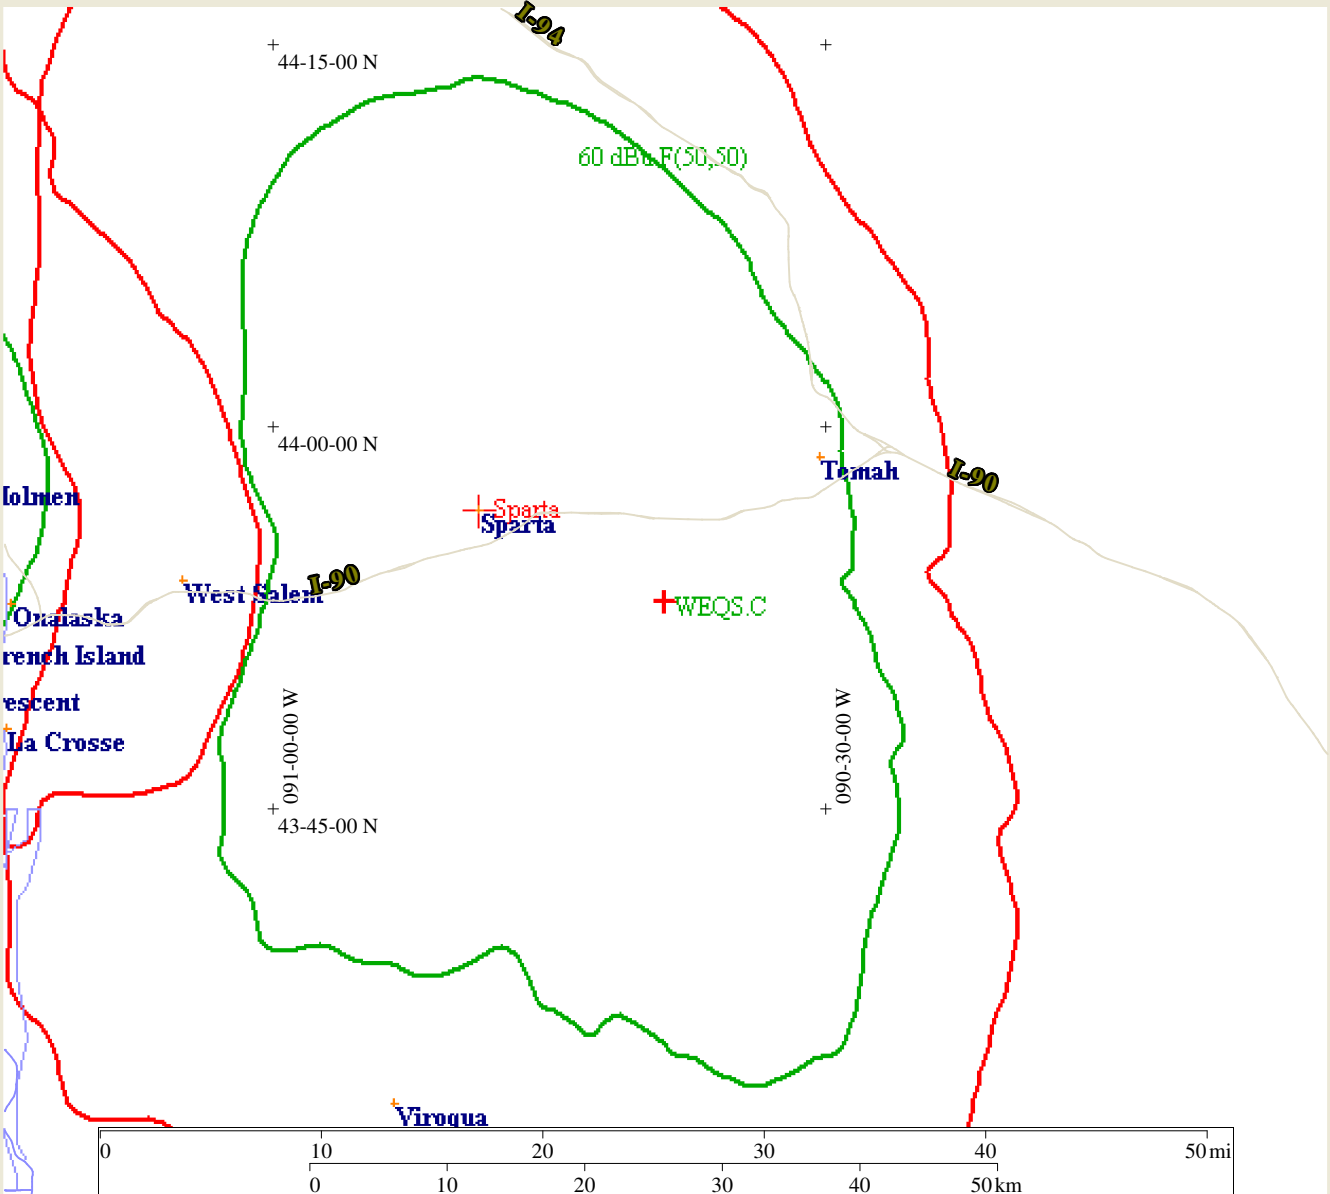 I-94
44-15-00 N
60 dBu F(50,50)
44-00-00 N
Tomah
I-90
Holmen
Sparta
Sparta
I-90
West Salem
WEQS.C
Onalaska
rench Island
091-00-00 W
090-30-00 W
escent
La Crosse
43-45-00 N
Viroqua
0 10 20 30 40 50 mi
0 10 20 30 40 50 km